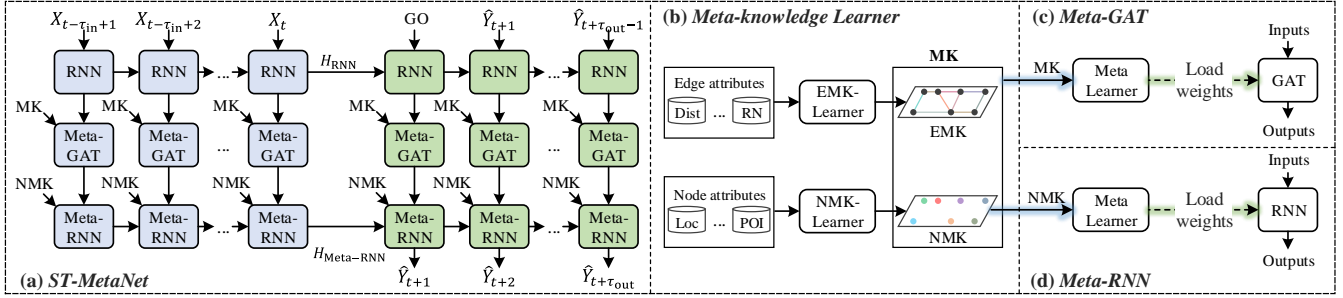 X_{t-τ_in+1} X_{t-τ_in+2} X_t GO Ŷ_{t+1} Ŷ_{t+τ_out-1}
RNN RNN ... RNN H_RNN RNN RNN ... RNN
MK MK MK MK MK MK
Meta-GAT Meta-GAT ... Meta-GAT Meta-GAT Meta-GAT ... Meta-GAT
NMK NMK NMK NMK NMK NMK
Meta-RNN Meta-RNN ... Meta-RNN H_Meta-RNN Meta-RNN Meta-RNN ... Meta-RNN
Ŷ_{t+1} Ŷ_{t+2} Ŷ_{t+τ_out}
(a) ST-MetaNet
(b) Meta-knowledge Learner
MK
Edge attributes
Dist ... RN
EMK-
Learner
EMK
Node attributes
Loc ... POI
NMK-
Learner
NMK
(c) Meta-GAT
MK
Meta
Learner
Load
weights
Inputs
GAT
Outputs
NMK
Meta
Learner
Load
weights
Inputs
RNN
Outputs
(d) Meta-RNN